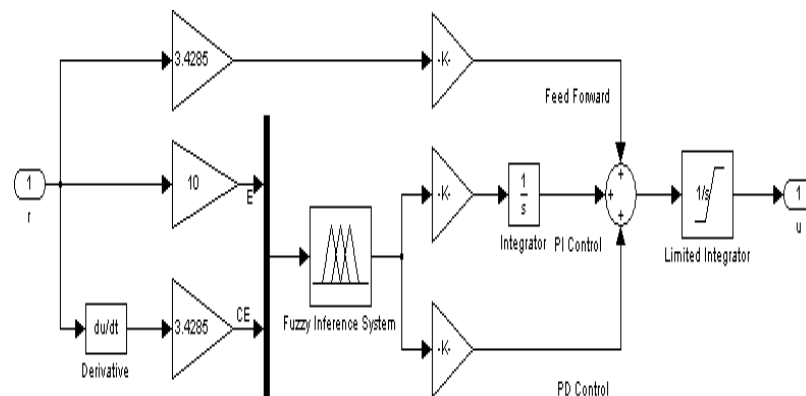 3.4285
-K-
Feed Forward
1
r
10
E
-K-
1
s
Integrator
PI Control
+
+
+
1/s
Limited Integrator
1
u
Fuzzy Inference System
du/dt
Derivative
3.4285
CE
-K-
PD Control